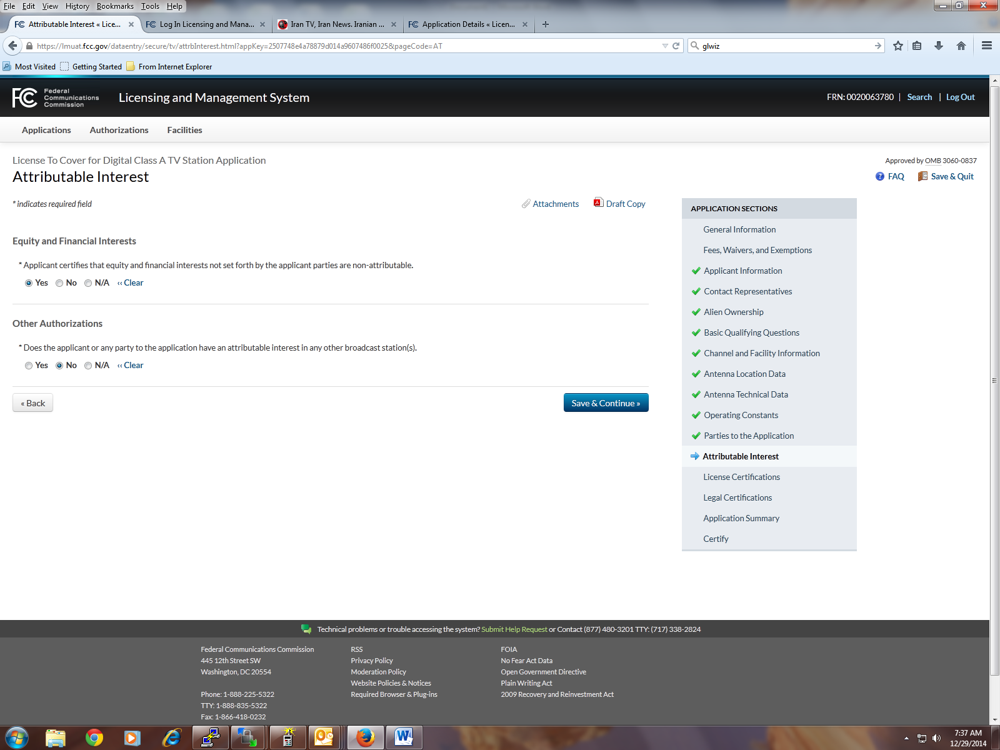 File Edit View History Bookmarks Tools Help
Attributable Interest « Lice... × Log In Licensing and Mana... × Iran TV, Iran News. Iranian ... × Application Details « Licen... × +
https://lmuat.fcc.gov/dataentry/secure/tv/attrbInterest.html?appKey=2507748e4a78879d014a9607486f0025&pageCode=AT
glwiz
Most Visited Getting Started From Internet Explorer
FCC Federal
Communications
Commission
Licensing and Management System
FRN: 0020063780 | Search | Log Out
Applications Authorizations Facilities
License To Cover for Digital Class A TV Station Application
Attributable Interest
Approved by OMB 3060-0837
FAQ Save & Quit
* indicates required field
Attachments Draft Copy
Equity and Financial Interests
* Applicant certifies that equity and financial interests not set forth by the applicant parties are non-attributable.
Yes No N/A ‹‹ Clear
Other Authorizations
* Does the applicant or any party to the application have an attributable interest in any other broadcast station(s).
Yes No N/A ‹‹ Clear
« Back
Save & Continue »
APPLICATION SECTIONS
General Information
Fees, Waivers, and Exemptions
Applicant Information
Contact Representatives
Alien Ownership
Basic Qualifying Questions
Channel and Facility Information
Antenna Location Data
Antenna Technical Data
Operating Constants
Parties to the Application
Attributable Interest
License Certifications
Legal Certifications
Application Summary
Certify
Technical problems or trouble accessing the system? Submit Help Request or Contact (877) 480-3201 TTY: (717) 338-2824
Federal Communications Commission
445 12th Street SW
Washington, DC 20554
Phone: 1-888-225-5322
TTY: 1-888-835-5322
Fax: 1-866-418-0232
RSS
Privacy Policy
Moderation Policy
Website Policies & Notices
Required Browser & Plug-ins
FOIA
No Fear Act Data
Open Government Directive
Plain Writing Act
2009 Recovery and Reinvestment Act
7:37 AM
12/29/2014